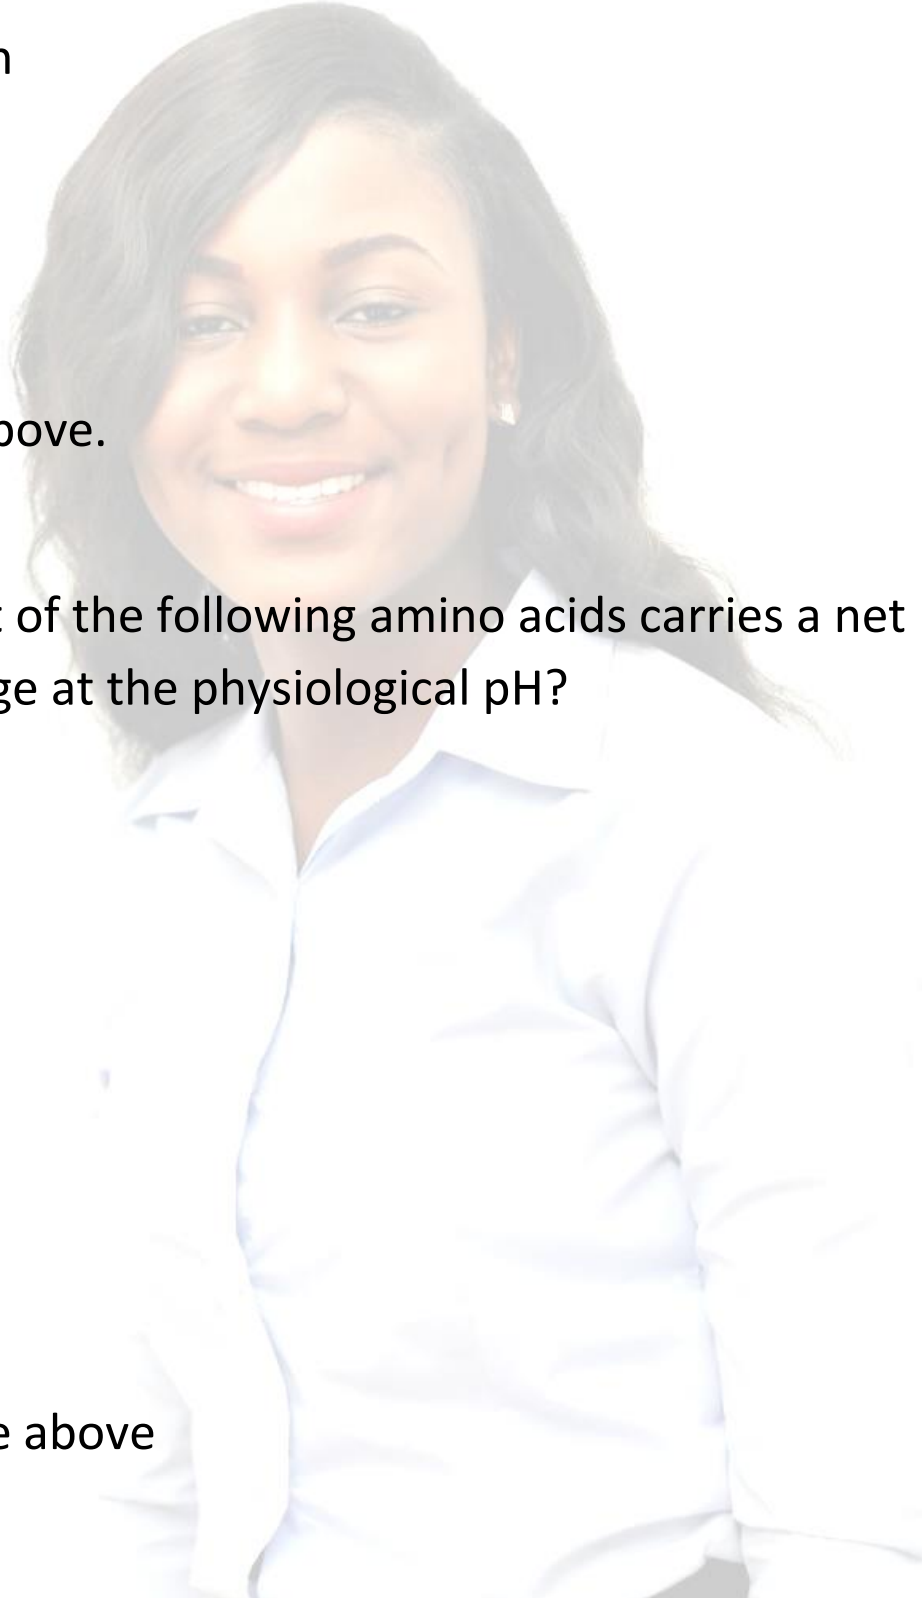 n
bove.
t of the following amino acids carries a net
ge at the physiological pH?
e above